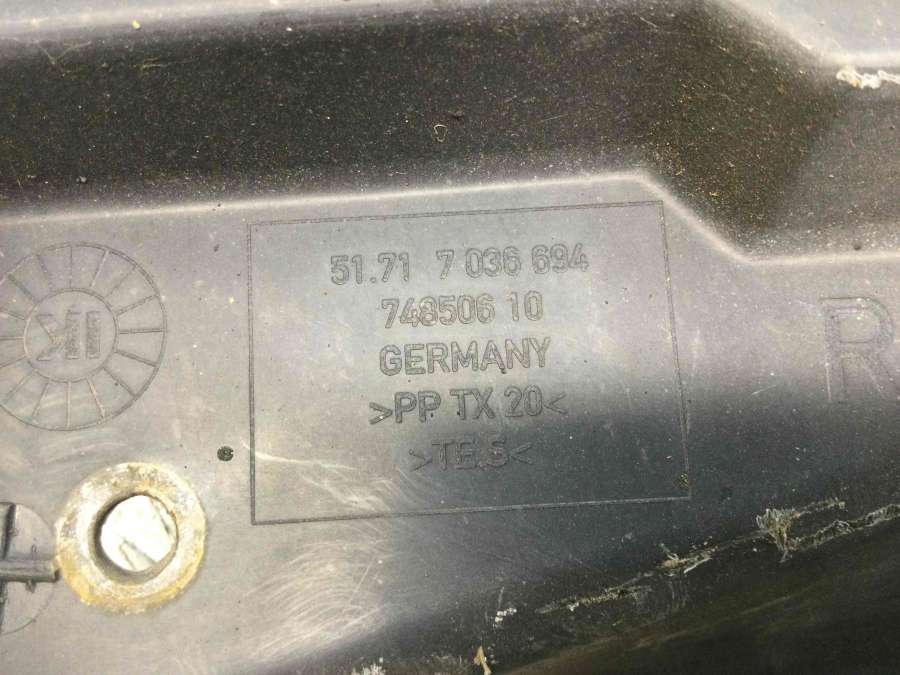 51.71 7 036 694
748506 10
GERMANY
>PP TX 20<
>TE.S<
R